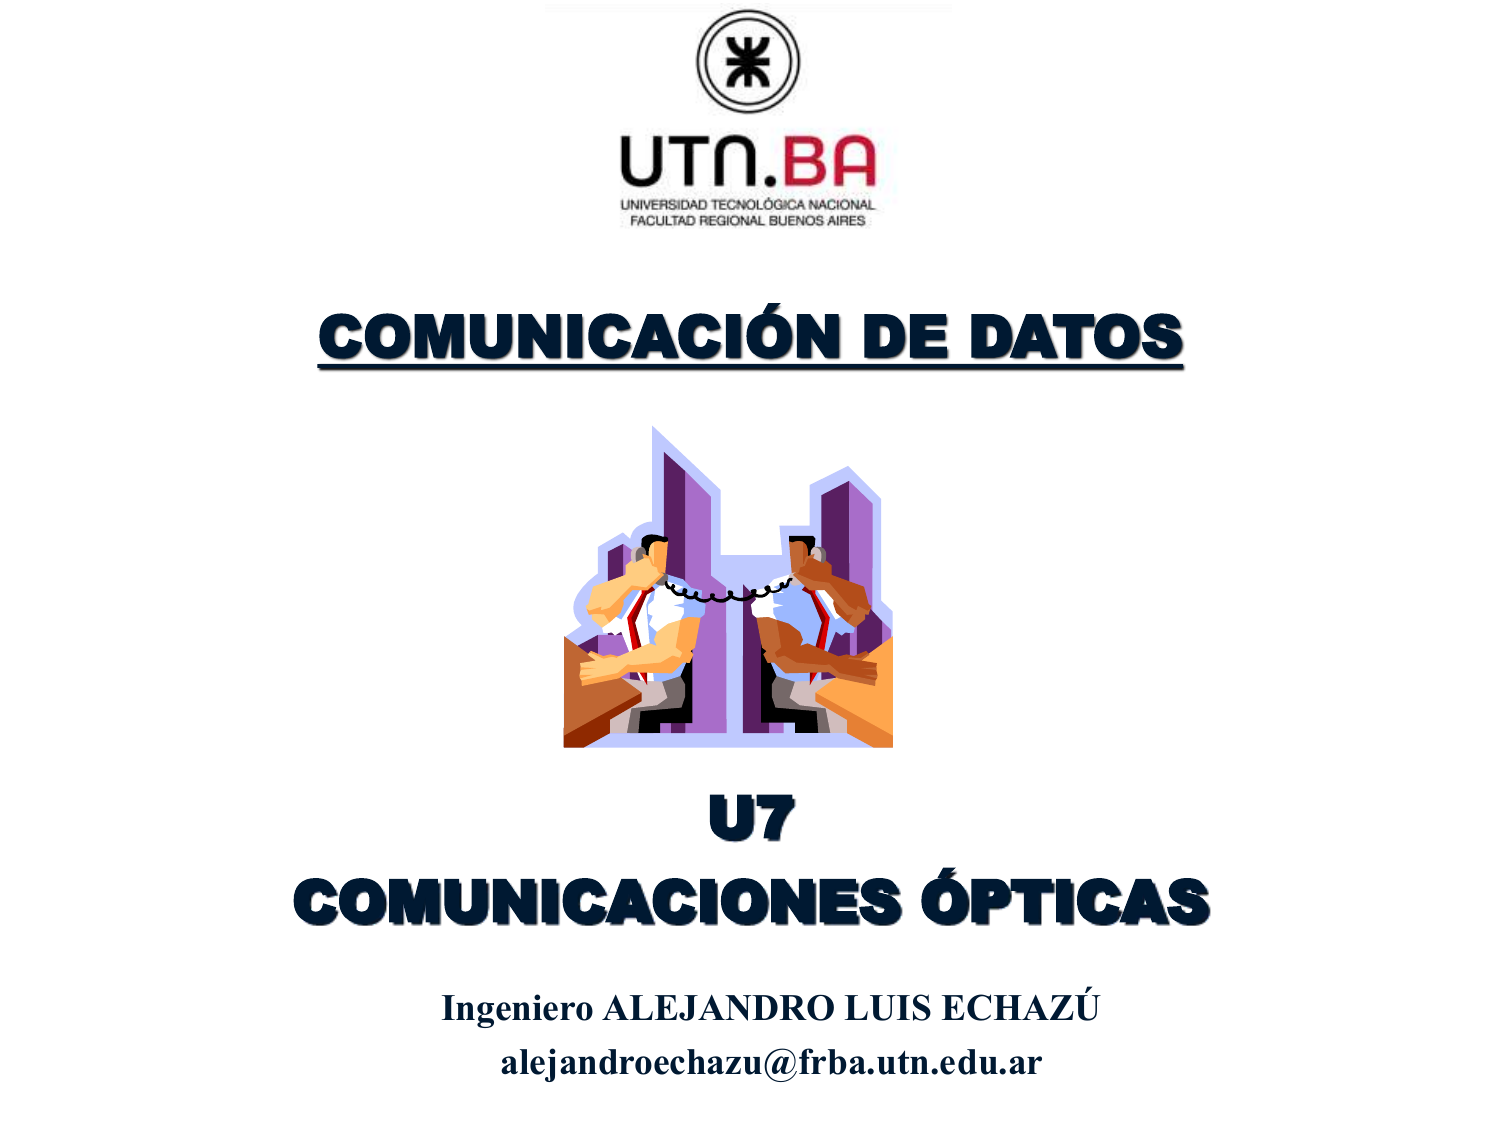 UTN.BA
UNIVERSIDAD TECNOLÓGICA NACIONAL
FACULTAD REGIONAL BUENOS AIRES
COMUNICACIÓN DE DATOS
U7
COMUNICACIONES ÓPTICAS
Ingeniero ALEJANDRO LUIS ECHAZÚ
alejandroechazu@frba.utn.edu.ar